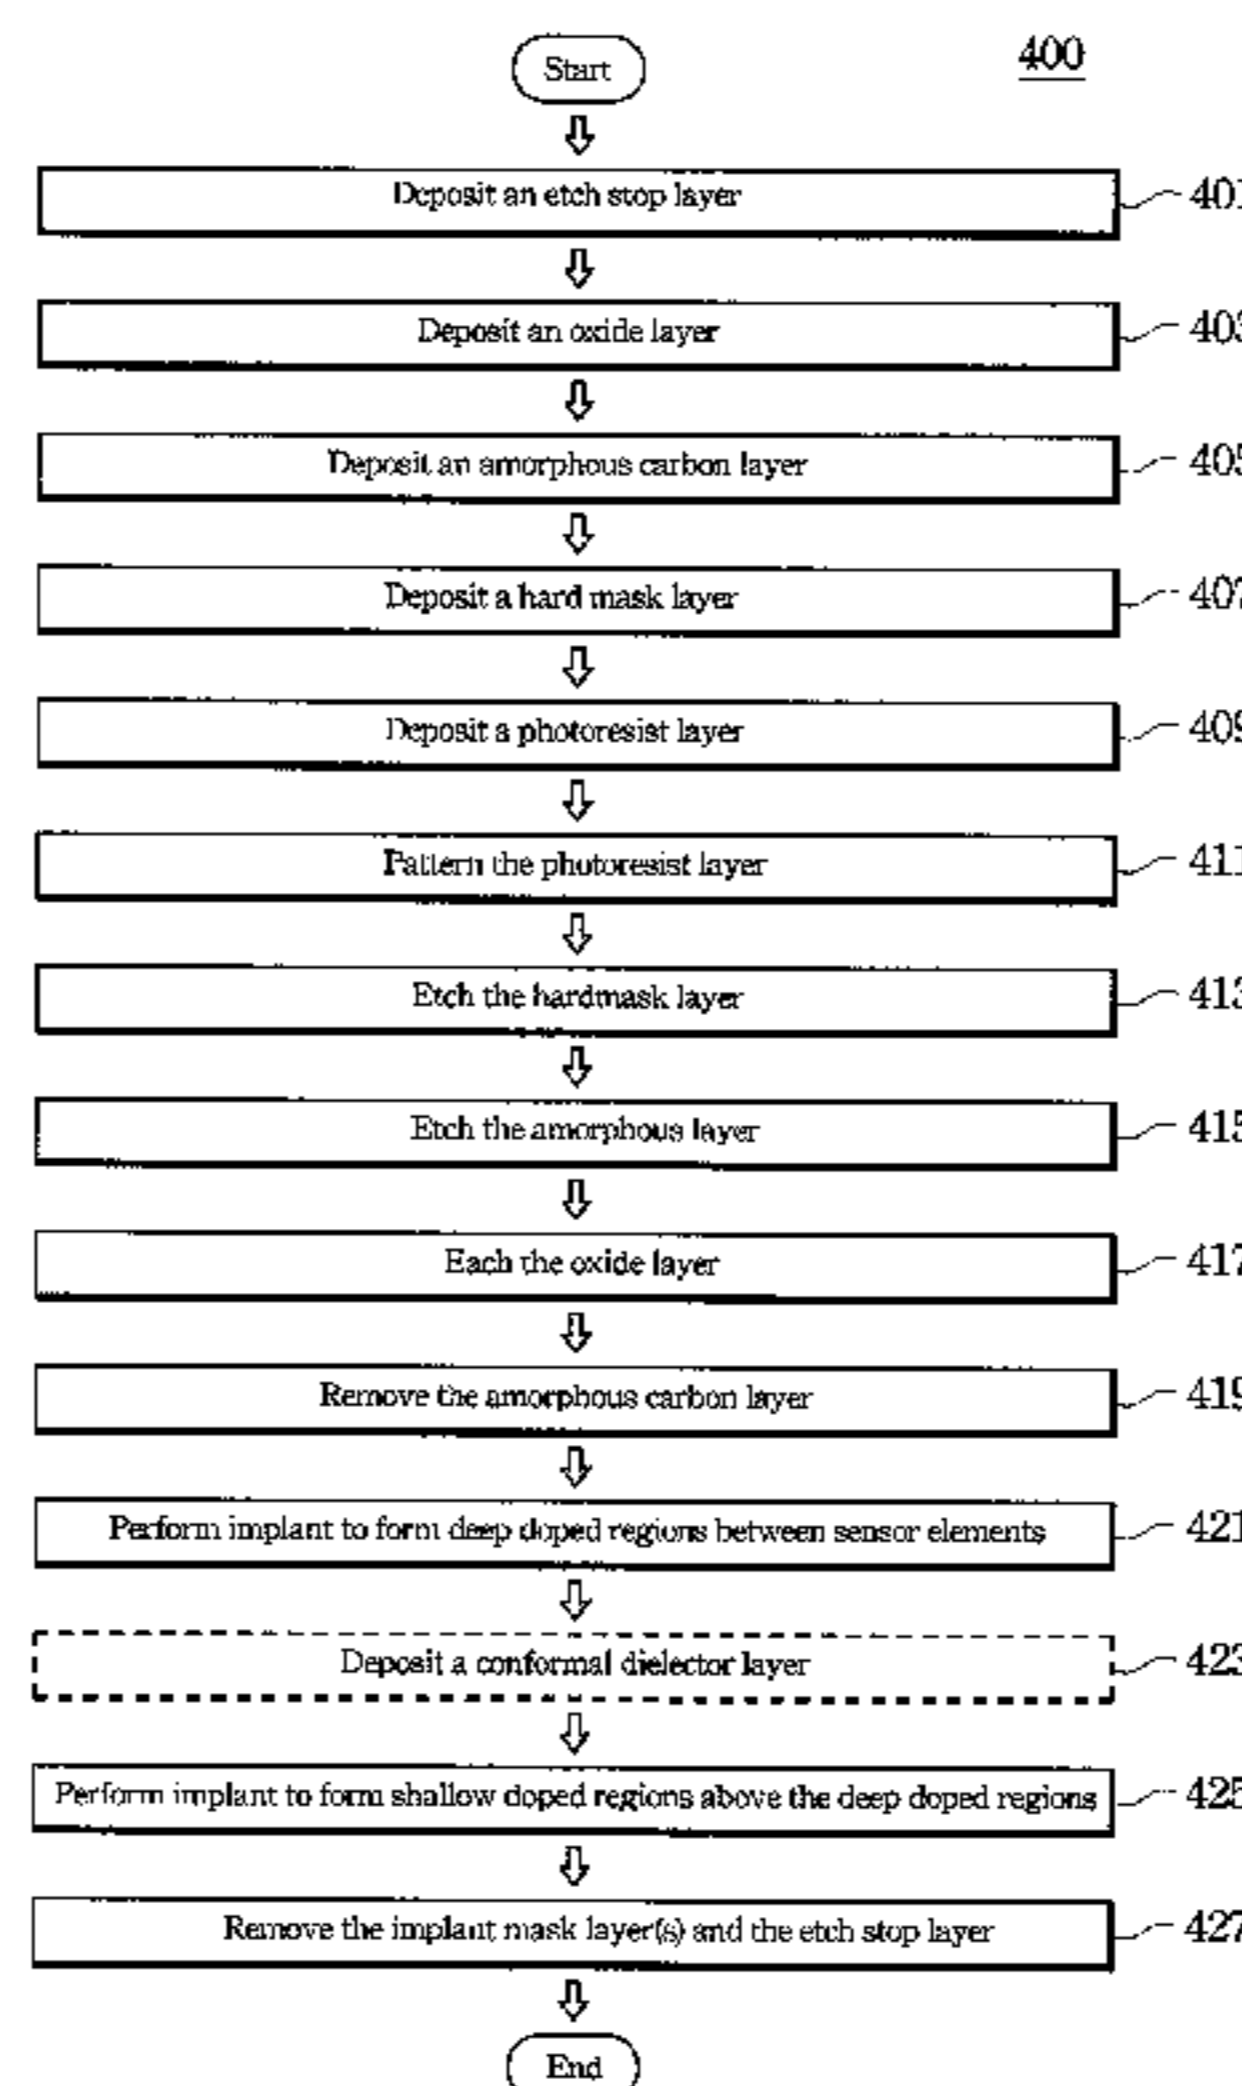 Start
400
Deposit an etch stop layer
401
Deposit an oxide layer
403
Deposit an amorphous carbon layer
405
Deposit a hard mask layer
407
Deposit a photoresist layer
409
Pattern the photoresist layer
411
Etch the hardmask layer
413
Etch the amorphous layer
415
Each the oxide layer
417
Remove the amorphous carbon layer
419
Perform implant to form deep doped regions between sensor elements
421
Deposit a conformal dielector layer
423
Perform implant to form shallow doped regions above the deep doped regions
425
Remove the implant mask layer(s) and the etch stop layer
427
End